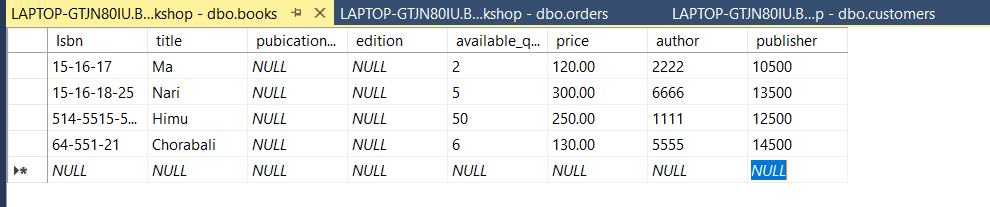 LAPTOP-GTJN80IU.B...kshop - dbo.books LAPTOP-GTJN80IU.B...kshop - dbo.orders LAPTOP-GTJN80IU.B...p - dbo.customers
Isbn title pubication... edition available_q... price author publisher
15-16-17 Ma NULL NULL 2 120.00 2222 10500
15-16-18-25 Nari NULL NULL 5 300.00 6666 13500
514-5515-5... Himu NULL NULL 50 250.00 1111 12500
64-551-21 Chorabali NULL NULL 6 130.00 5555 14500
NULL NULL NULL NULL NULL NULL NULL NULL